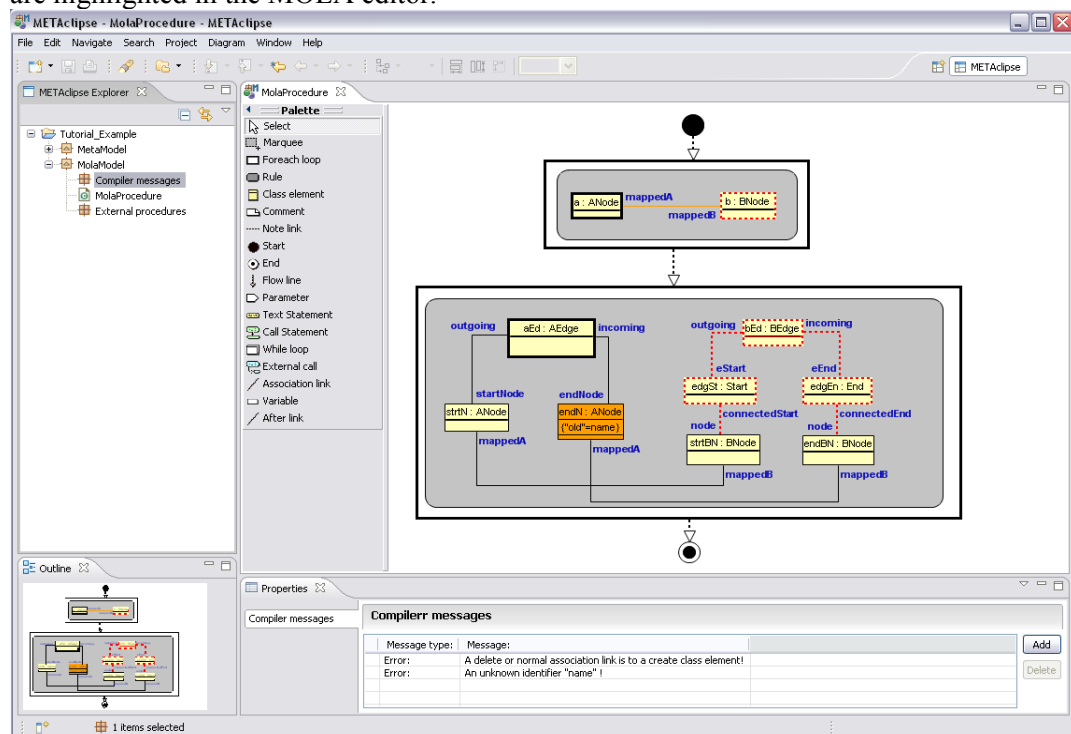 are highlighted in the MOLA editor.
METAclipse - MolaProcedure - METAclipse
File Edit Navigate Search Project Diagram Window Help
METAclipse
METAclipse Explorer
MolaProcedure
Tutorial_Example
MetaModel
MolaModel
Compiler messages
MolaProcedure
External procedures
Palette
Select
Marquee
Foreach loop
Rule
Class element
Comment
Note link
Start
End
Flow line
Parameter
Text Statement
Call Statement
While loop
External call
Association link
Variable
After link
a : ANode
mappedA
b : BNode
mappedB
outgoing
aEd : AEdge
incoming
outgoing
bEd : BEdge
incoming
eStart
eEnd
startNode
endNode
edgSt : Start
edgEn : End
strtN : ANode
endN : ANode
{"old"=name}
connectedStart
connectedEnd
node
node
mappedA
mappedA
strtBN : BNode
endBN : BNode
mappedB
mappedB
Outline
Properties
Compiler messages
Compilerr messages
Message type: Message:
Error: A delete or normal association link is to a create class element!
Error: An unknown identifier "name" !
Add
Delete
1 items selected